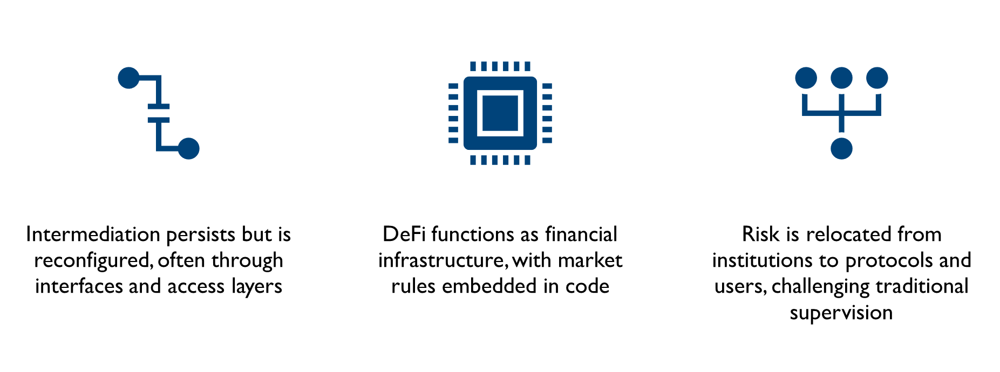 Intermediation persists but is
reconfigured, often through
interfaces and access layers
DeFi functions as financial
infrastructure, with market
rules embedded in code
Risk is relocated from
institutions to protocols and
users, challenging traditional
supervision